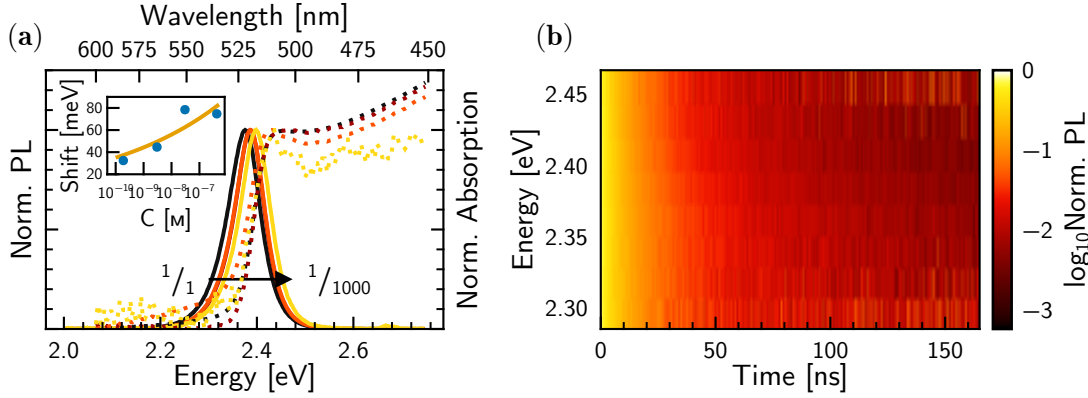 Wavelength [nm]
(a)
600 575 550 525 500 475 450
Norm. PL
Norm. Absorption
Shift [meV]
80
60
40
20
10⁻¹⁰ 10⁻⁹ 10⁻⁸ 10⁻⁷
C [M]
1/1
1/1000
2.0 2.2 2.4 2.6
Energy [eV]
(b)
Energy [eV]
2.45
2.40
2.35
2.30
0 50 100 150
Time [ns]
0
−1
−2
−3
log₁₀Norm. PL